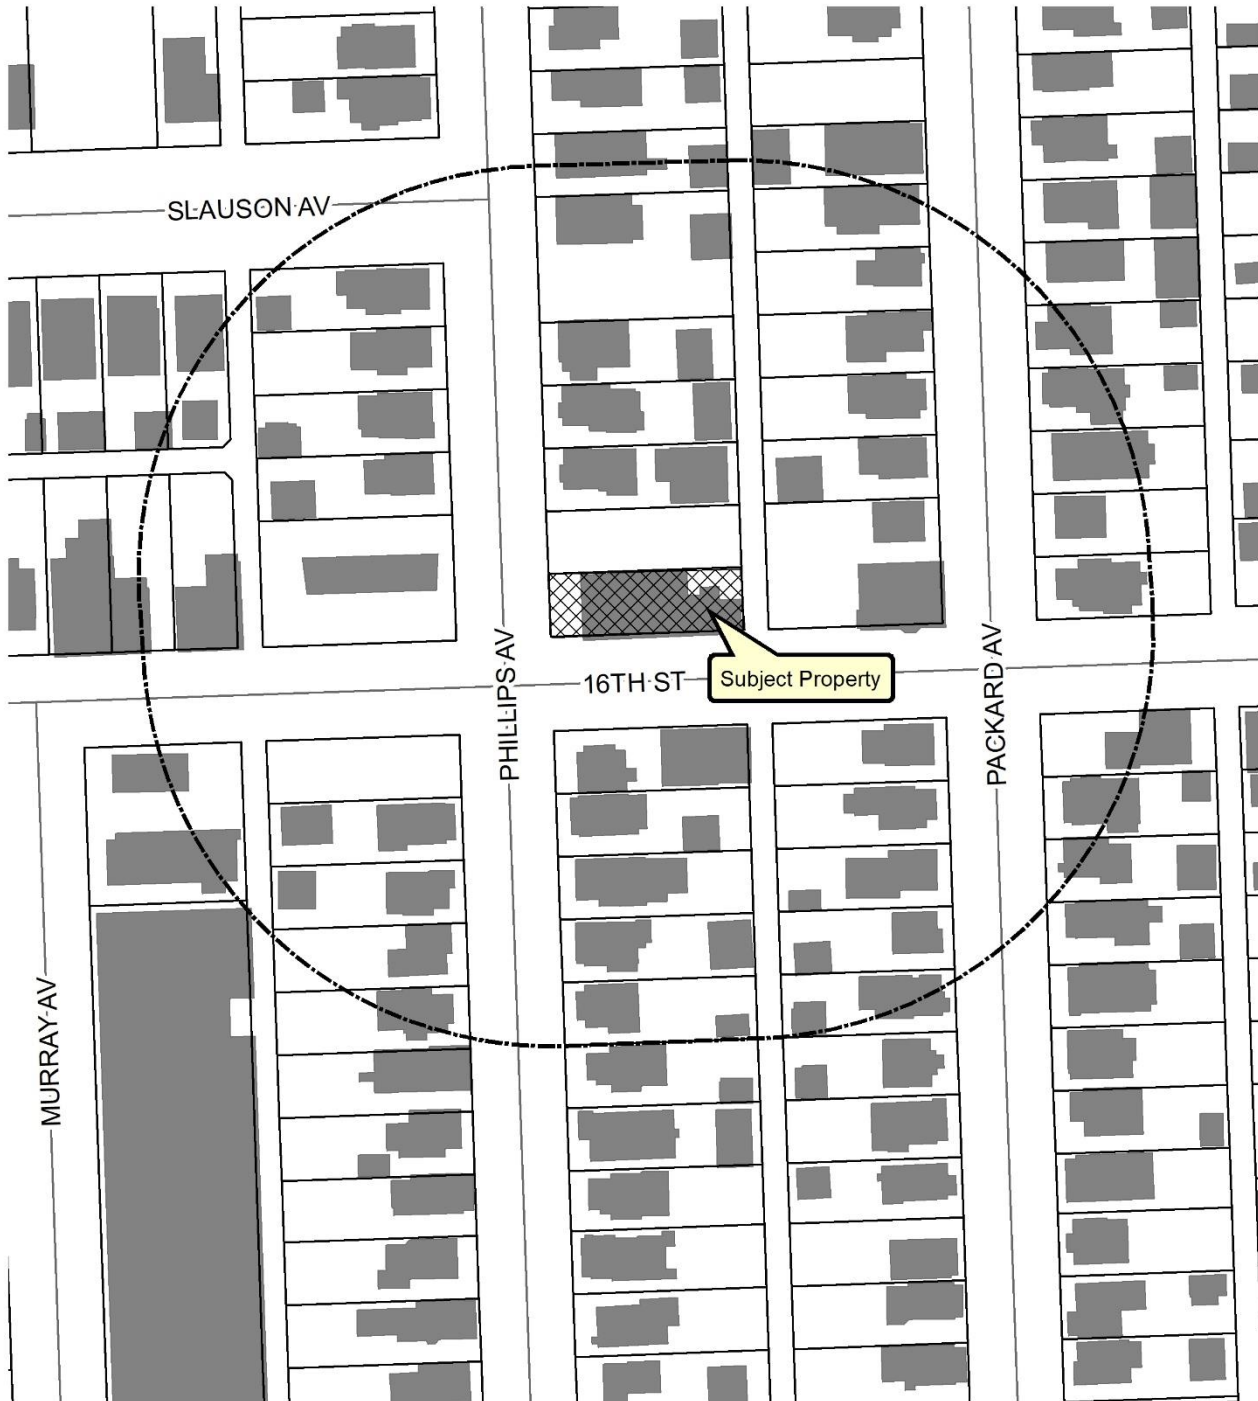 SLAUSON AV
PHILLIPS AV
16TH ST
Subject Property
PACKARD AV
MURRAY AV